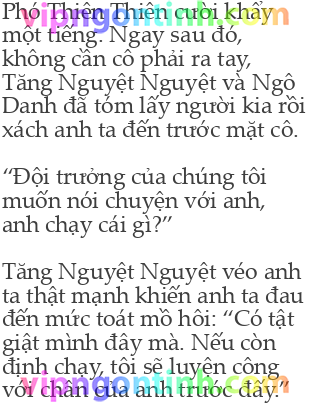 Phó Thiên Thiên cười khẩy
một tiếng. Ngay sau đó,
không cần cô phải ra tay,
Tăng Nguyệt Nguyệt và Ngô
Danh đã tóm lấy người kia rồi
xách anh ta đến trước mặt cô.
“Đội trưởng của chúng tôi
muốn nói chuyện với anh,
anh chạy cái gì?”
Tăng Nguyệt Nguyệt véo anh
ta thật mạnh khiến anh ta đau
đến mức toát mồ hôi: “Có tật
giật mình đây mà. Nếu còn
định chạy, tôi sẽ luyện công
với chân của anh trước đấy.”
vipngontinh.com
vipngontinh.com